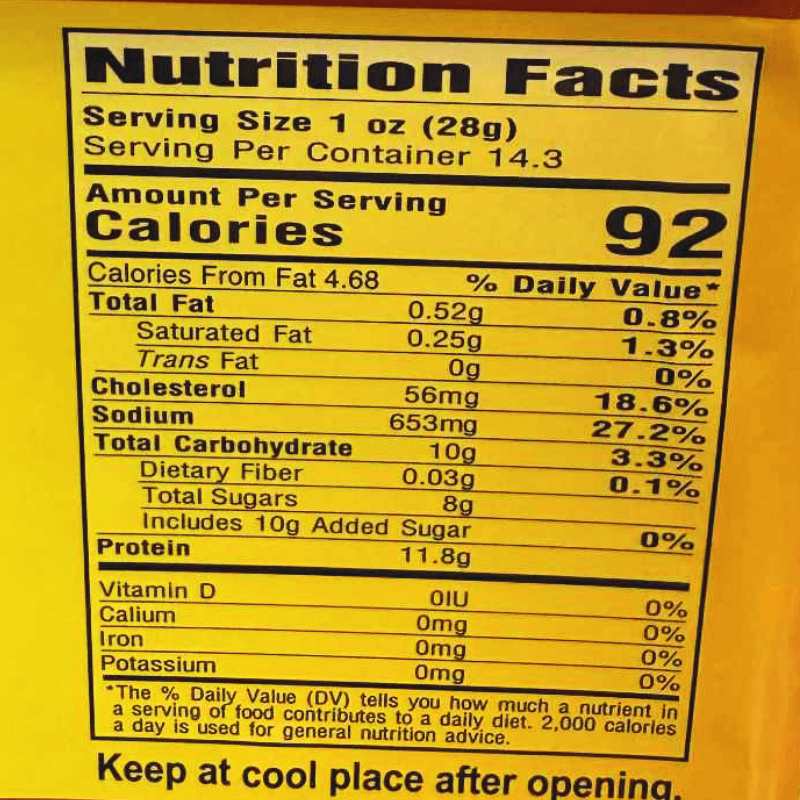 Nutrition Facts
Serving Size 1 oz (28g)
Serving Per Container 14.3
Amount Per Serving
Calories 92
Calories From Fat 4.68 % Daily Value*
Total Fat 0.52g 0.8%
Saturated Fat 0.25g 1.3%
Trans Fat 0g 0%
Cholesterol 56mg 18.6%
Sodium 653mg 27.2%
Total Carbohydrate 10g 3.3%
Dietary Fiber 0.03g 0.1%
Total Sugars 8g
Includes 10g Added Sugar 0%
Protein 11.8g
Vitamin D 0IU 0%
Calium 0mg 0%
Iron 0mg 0%
Potassium 0mg 0%
*The % Daily Value (DV) tells you how much a nutrient in
a serving of food contributes to a daily diet. 2,000 calories
a day is used for general nutrition advice.
Keep at cool place after opening.